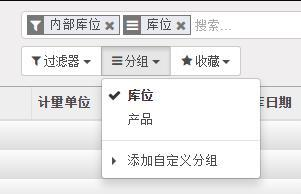 内部库位 库位 搜索...
过滤器 分组 收藏
计量单位 库日期
库位
产品
添加自定义分组